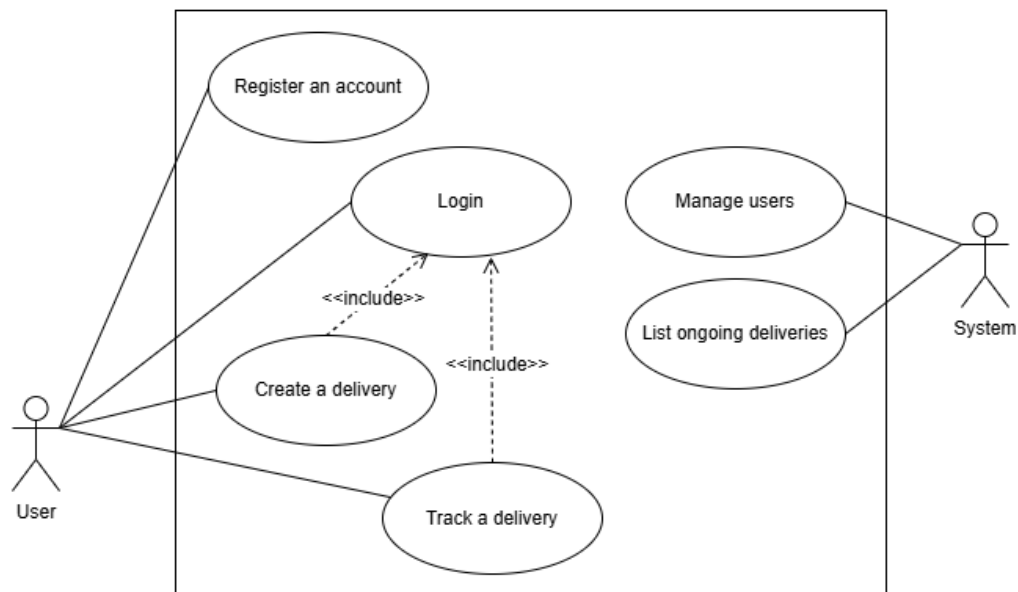 Register an account
Login
Manage users
<<include>>
List ongoing deliveries
System
<<include>>
Create a delivery
User
Track a delivery